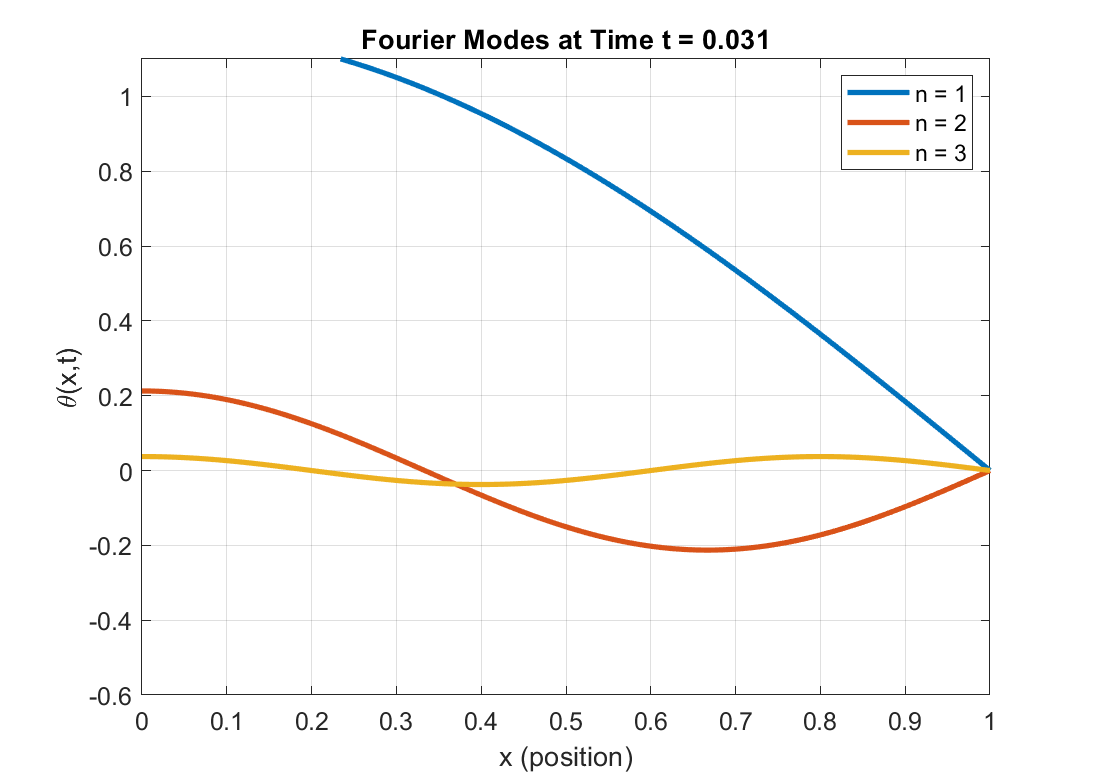 Fourier Modes at Time t = 0.031
n = 1
n = 2
n = 3
θ(x,t)
1
0.8
0.6
0.4
0.2
0
-0.2
-0.4
-0.6
0 0.1 0.2 0.3 0.4 0.5 0.6 0.7 0.8 0.9 1
x (position)